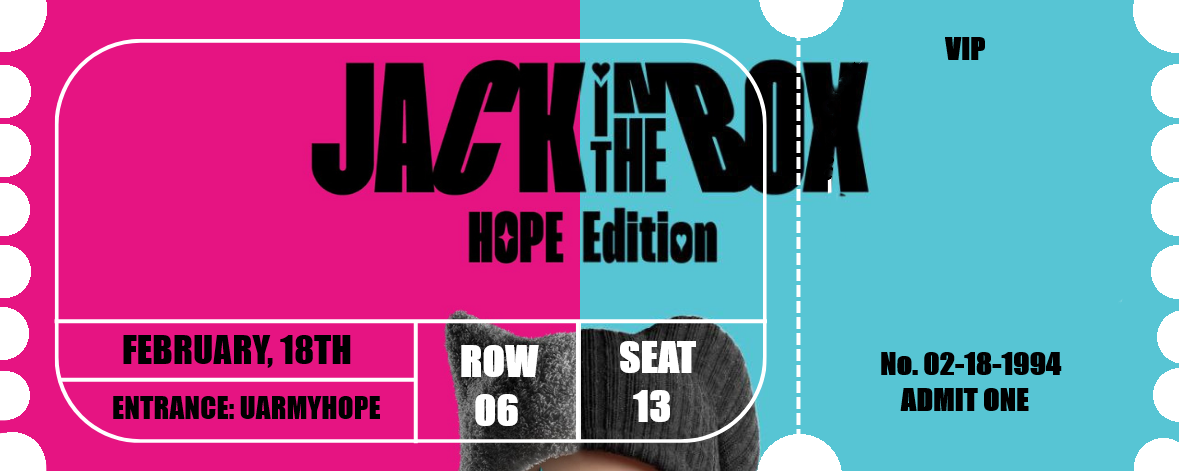 JACK iN THE BOX
HOPE Edition
FEBRUARY, 18TH
ENTRANCE: UARMYHOPE
ROW
06
SEAT
13
VIP
No. 02-18-1994
ADMIT ONE